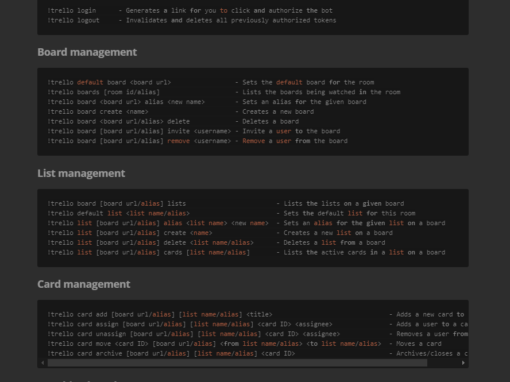 !trello login - Generates a link for you to click and authorize the bot
!trello logout - Invalidates and deletes all previously authorized tokens
Board management
!trello default board <board url> - Sets the default board for the room
!trello boards [room id/alias] - Lists the boards being watched in the room
!trello board <board url> alias <new name> - Sets an alias for the given board
!trello board create <name> - Creates a new board
!trello board <board url/alias> delete - Deletes a board
!trello board [board url/alias] invite <username> - Invite a user to the board
!trello board [board url/alias] remove <username> - Remove a user from the board
List management
!trello board [board url/alias] lists - Lists the lists on a given board
!trello default list <list name/alias> - Sets the default list for this room
!trello list [board url/alias] alias <list name> <new name> - Sets an alias for the given list on a board
!trello list [board url/alias] create <name> - Creates a new list on a board
!trello list [board url/alias] delete <list name/alias> - Deletes a list from a board
!trello list [board url/alias] cards [list name/alias] - Lists the active cards in a list on a board
Card management
!trello card add [board url/alias] [list name/alias] <title> - Adds a new card to
!trello card assign [board url/alias] [list name/alias] <card ID> <assignee> - Adds a user to a ca
!trello card unassign [board url/alias] [list name/alias] <card ID> <assignee> - Removes a user from
!trello card move <card ID> [board url/alias] <from list name/alias> <to list name/alias> - Moves a card
!trello card archive [board url/alias] [list name/alias] <card ID> - Archives/closes a c